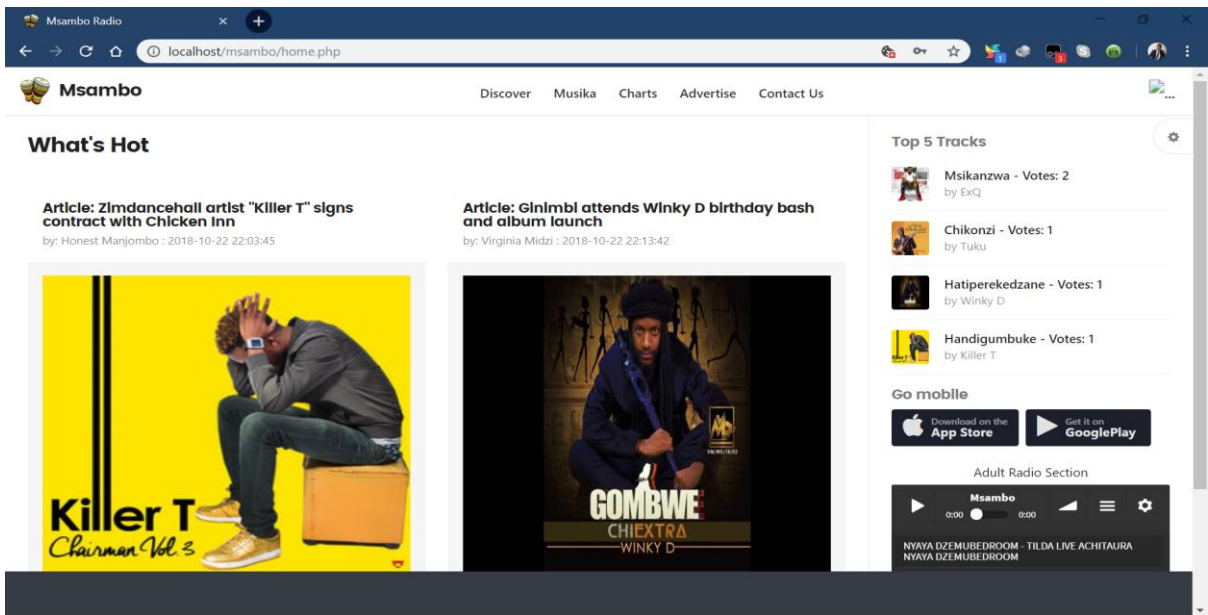 Msambo Radio
localhost/msambo/home.php
1
3
Msambo
Discover Musika Charts Advertise Contact Us
...
What's Hot
Article: Zimdancehall artist "Killer T" signs
contract with Chicken Inn
by: Honest Manjombo : 2018-10-22 22:03:45
Killer T
Chairman Vol. 3
Article: Ginimbi attends Winky D birthday bash
and album launch
by: Virginia Midzi : 2018-10-22 22:13:42
GOMBWE
CHIEXTRA
WINKY D
Top 5 Tracks
Msikanzwa - Votes: 2
by ExQ
Chikonzi - Votes: 1
by Tuku
Hatiperekedzane - Votes: 1
by Winky D
Handigumbuke - Votes: 1
by Killer T
Go mobile
Download on the
App Store
Get it on
GooglePlay
Adult Radio Section
Msambo
0:00 0:00
NYAYA DZEMUBEDROOM - TILDA LIVE ACHITAURA
NYAYA DZEMUBEDROOM